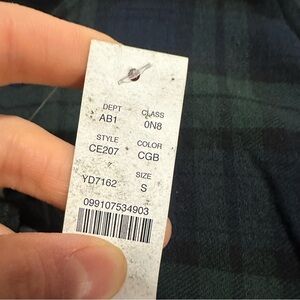 DEPT CLASS
AB1 0N8
STYLE COLOR
CE207 CGB
SIZE
YD7162 S
099107534903